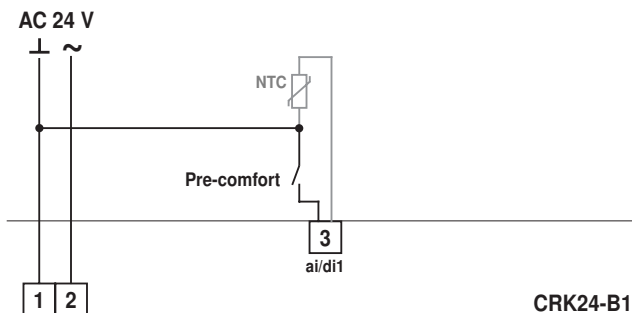 AC 24 V
⊥ ~
NTC
Pre-comfort
3
ai/di1
1 2
CRK24-B1